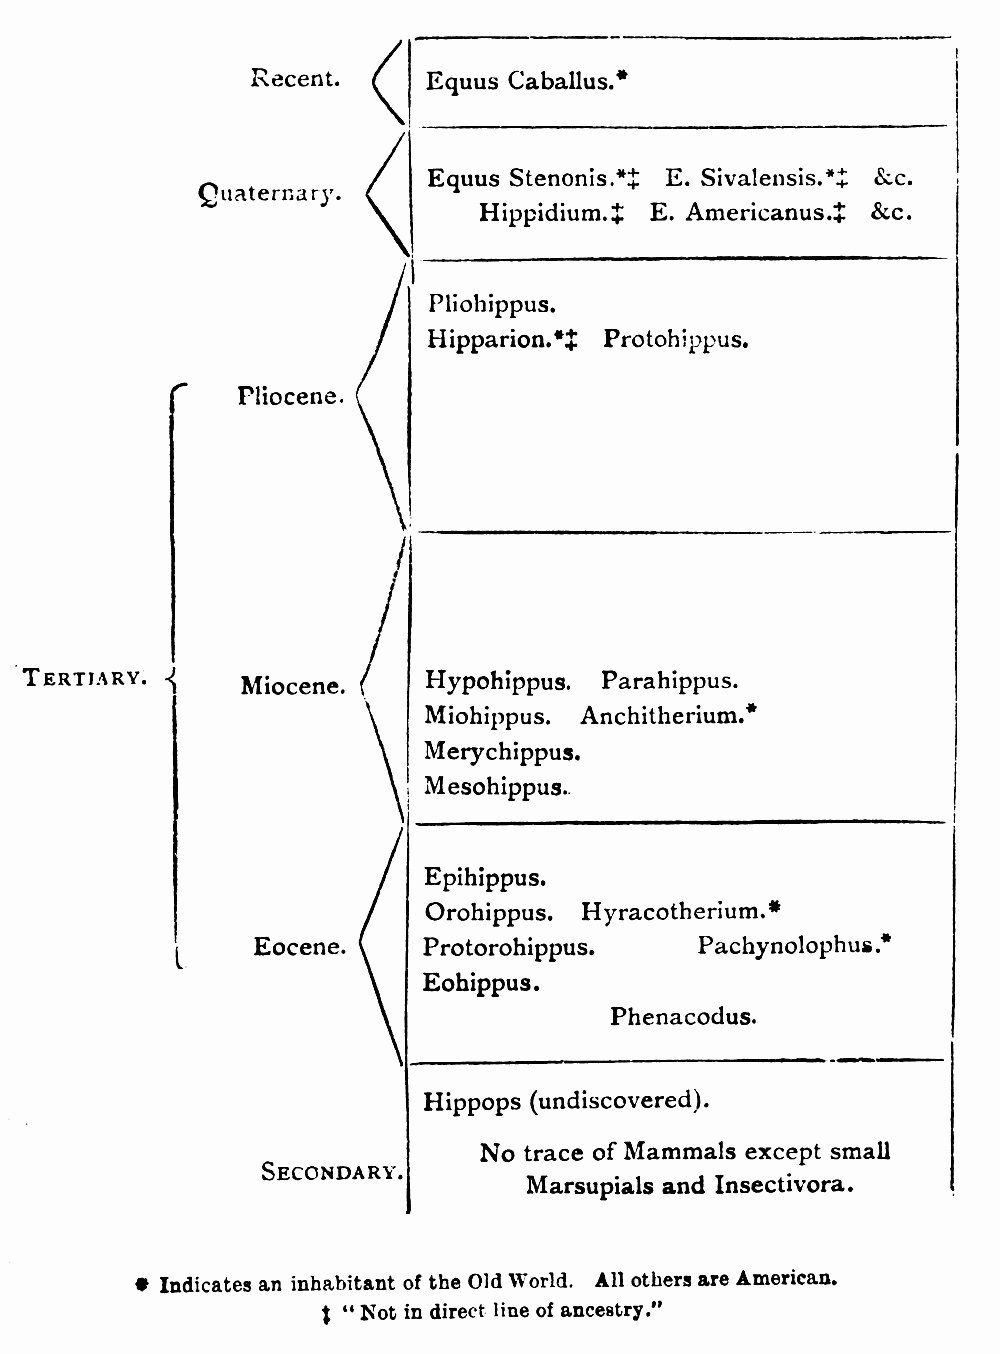 Recent.
Equus Caballus.*
Quaternary.
Equus Stenonis.*‡ E. Sivalensis.*‡ &c.
Hippidium.‡ E. Americanus.‡ &c.
Pliohippus.
Hipparion.*‡ Protohippus.
Pliocene.
TERTIARY.
Miocene.
Hypohippus. Parahippus.
Miohippus. Anchitherium.*
Merychippus.
Mesohippus.
Epihippus.
Orohippus. Hyracotherium.*
Eocene.
Protorohippus. Pachynolophus.*
Eohippus.
Phenacodus.
Hippops (undiscovered).
SECONDARY.
No trace of Mammals except small
Marsupials and Insectivora.
* Indicates an inhabitant of the Old World. All others are American.
‡ “Not in direct line of ancestry.”